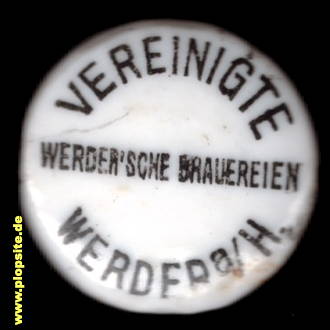 VEREINIGTE
WERDER'SCHE BRAUEREIEN
WERDER a/H.
www.plopsite.de